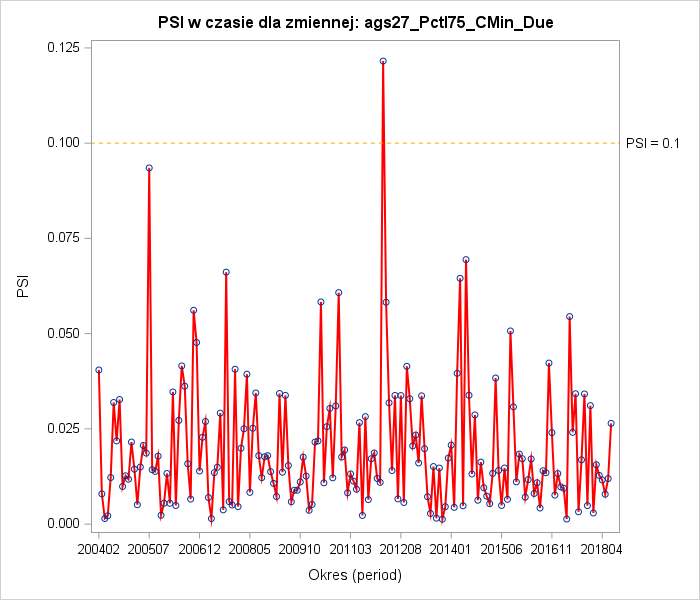 PSI w czasie dla zmiennej: ags27_Pctl75_CMin_Due
0.125
0.100
PSI = 0.1
0.075
PSI
0.050
0.025
0.000
200402 200507 200612 200805 200910 201103 201208 201401 201506 201611 201804
Okres (period)